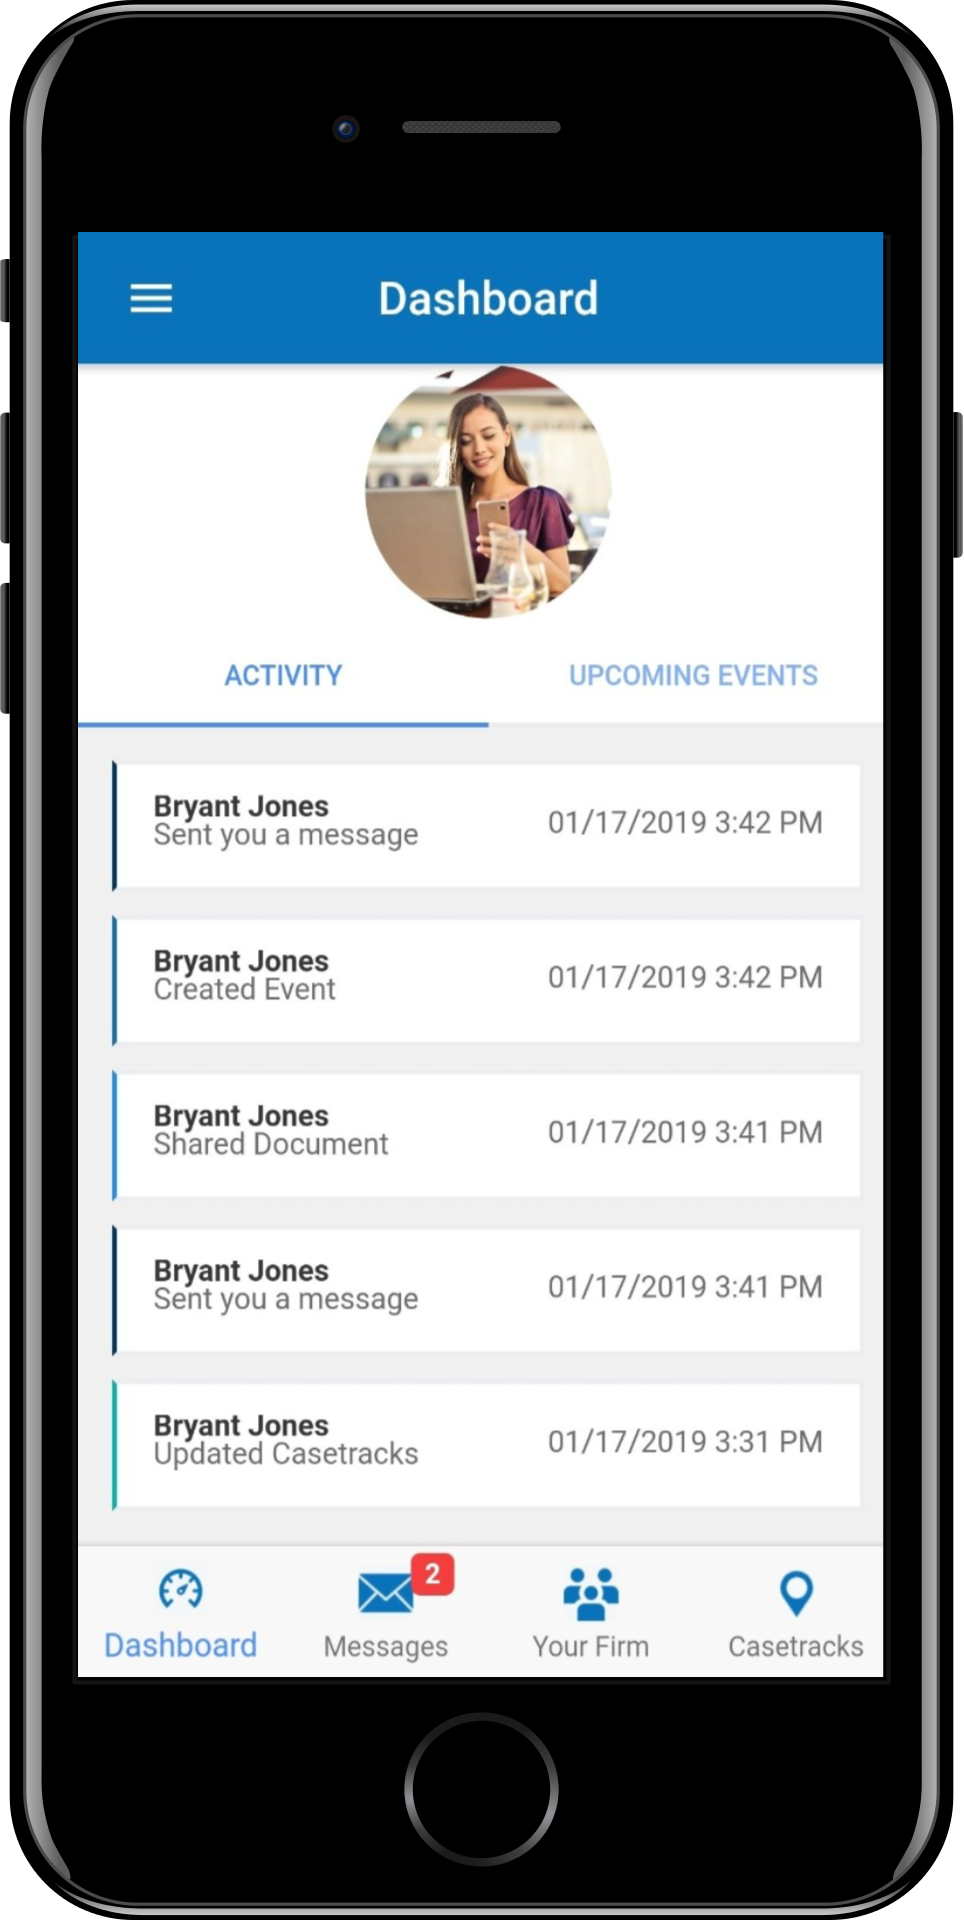 Dashboard
ACTIVITY
UPCOMING EVENTS
Bryant Jones
Sent you a message
01/17/2019 3:42 PM
Bryant Jones
Created Event
01/17/2019 3:42 PM
Bryant Jones
Shared Document
01/17/2019 3:41 PM
Bryant Jones
Sent you a message
01/17/2019 3:41 PM
Bryant Jones
Updated Casetracks
01/17/2019 3:31 PM
2
Dashboard
Messages
Your Firm
Casetracks